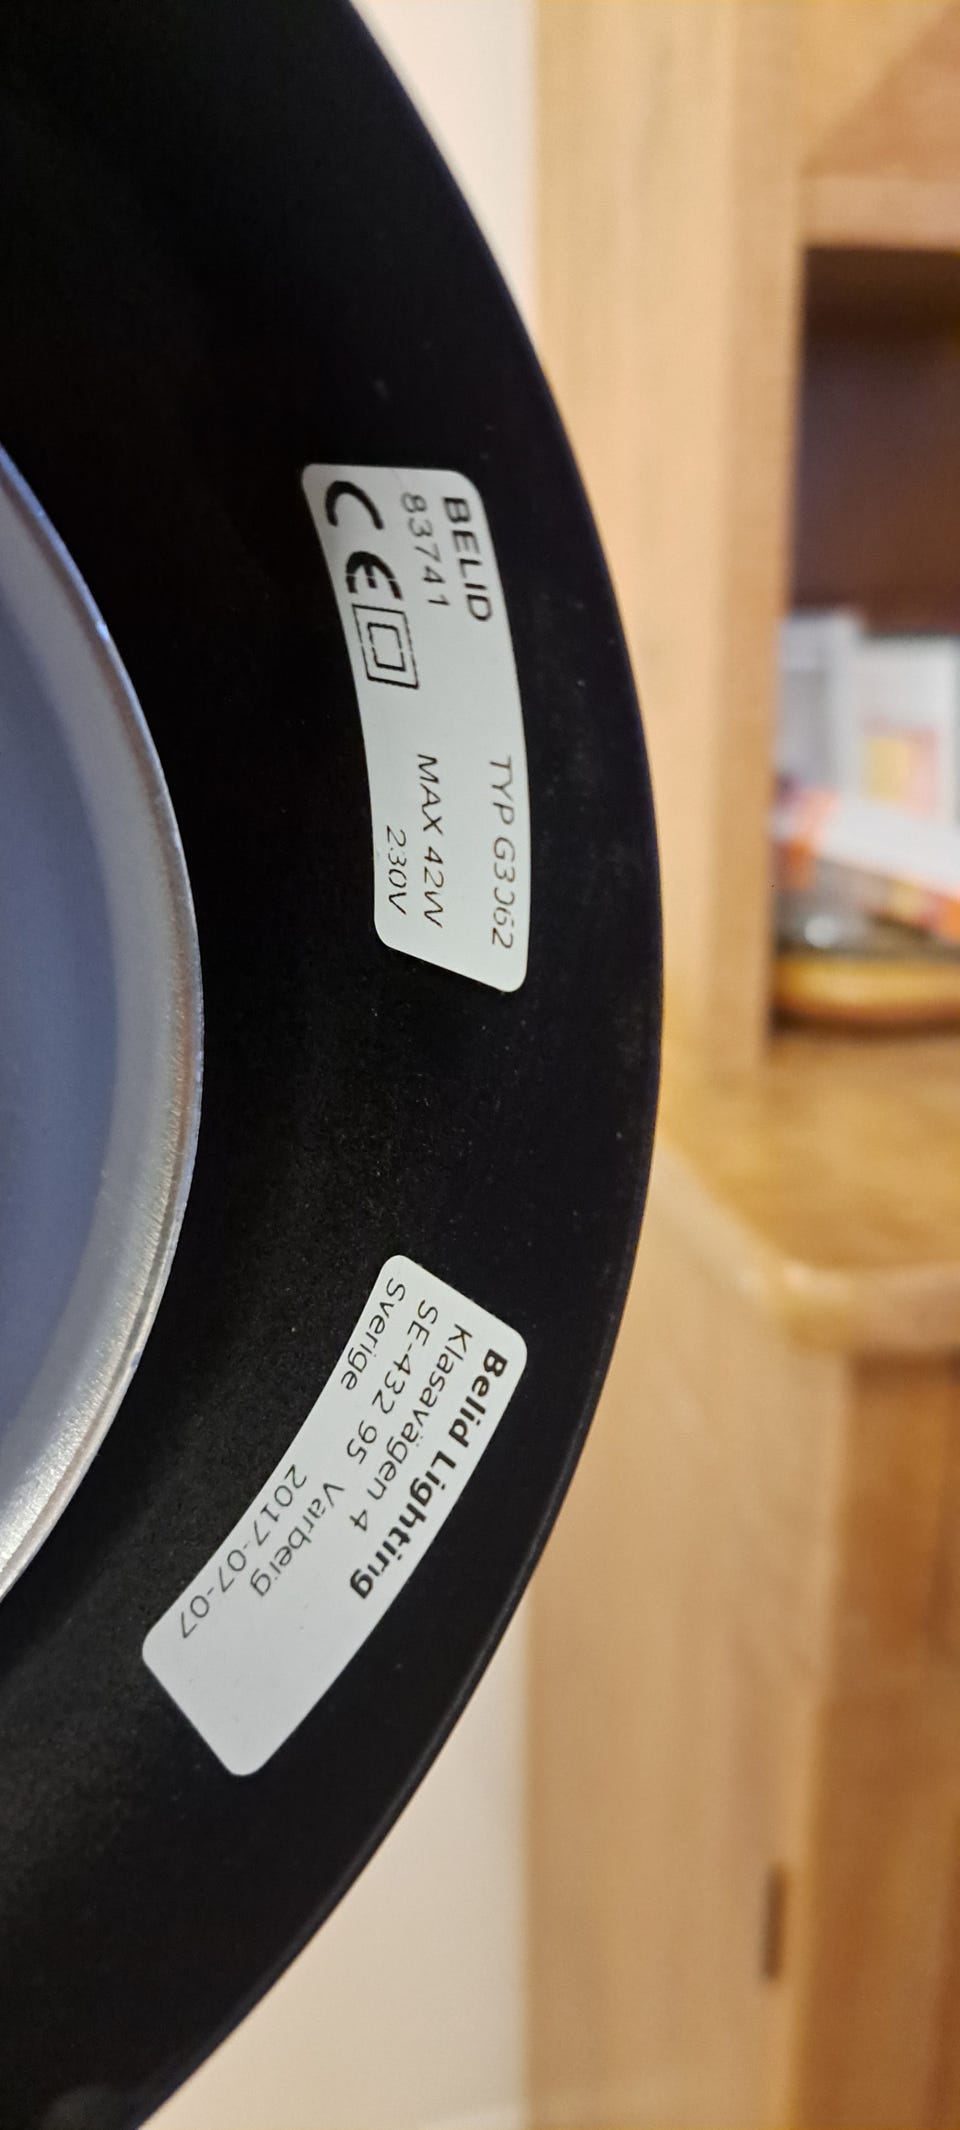 BELID
83741
CE
TYP G3062
MAX 42W
230V
Belid Lighting
Klasavägen 4
SE-432 95 Varberg
Sverige
2017-07-07